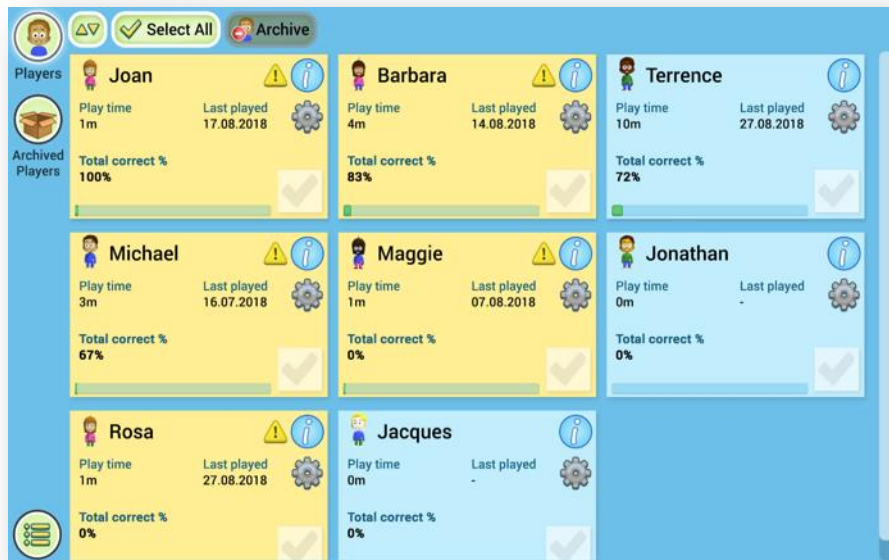 Select All
Archive
Players
Archived
Players
Joan
Play time
1m
Last played
17.08.2018
Total correct %
100%
Barbara
Play time
4m
Last played
14.08.2018
Total correct %
83%
Terrence
Play time
10m
Last played
27.08.2018
Total correct %
72%
Michael
Play time
3m
Last played
16.07.2018
Total correct %
67%
Maggie
Play time
1m
Last played
07.08.2018
Total correct %
0%
Jonathan
Play time
0m
Last played
-
Total correct %
0%
Rosa
Play time
1m
Last played
27.08.2018
Total correct %
0%
Jacques
Play time
0m
Last played
-
Total correct %
0%